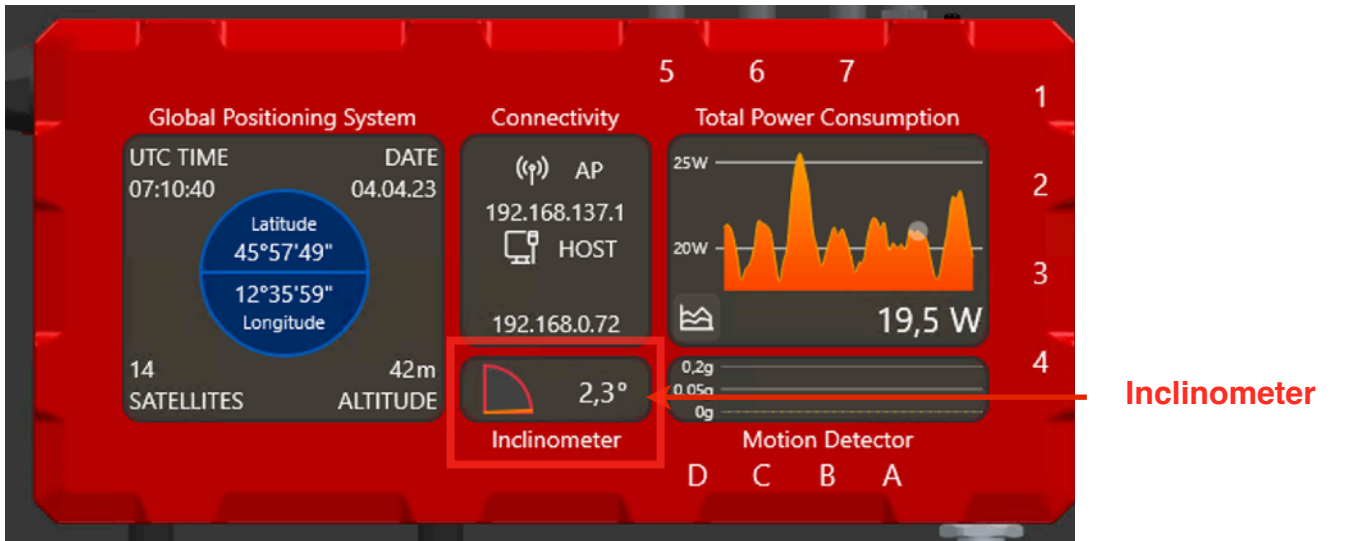 5 6 7
1
2
3
4
Global Positioning System
UTC TIME DATE
07:10:40 04.04.23
Latitude
45°57'49"
12°35'59"
Longitude
14 42m
SATELLITES ALTITUDE
Connectivity
AP
192.168.137.1
HOST
192.168.0.72
2,3°
Inclinometer
Total Power Consumption
25W
20W
19,5 W
0,2g
0,05g
0g
Motion Detector
D C B A
Inclinometer